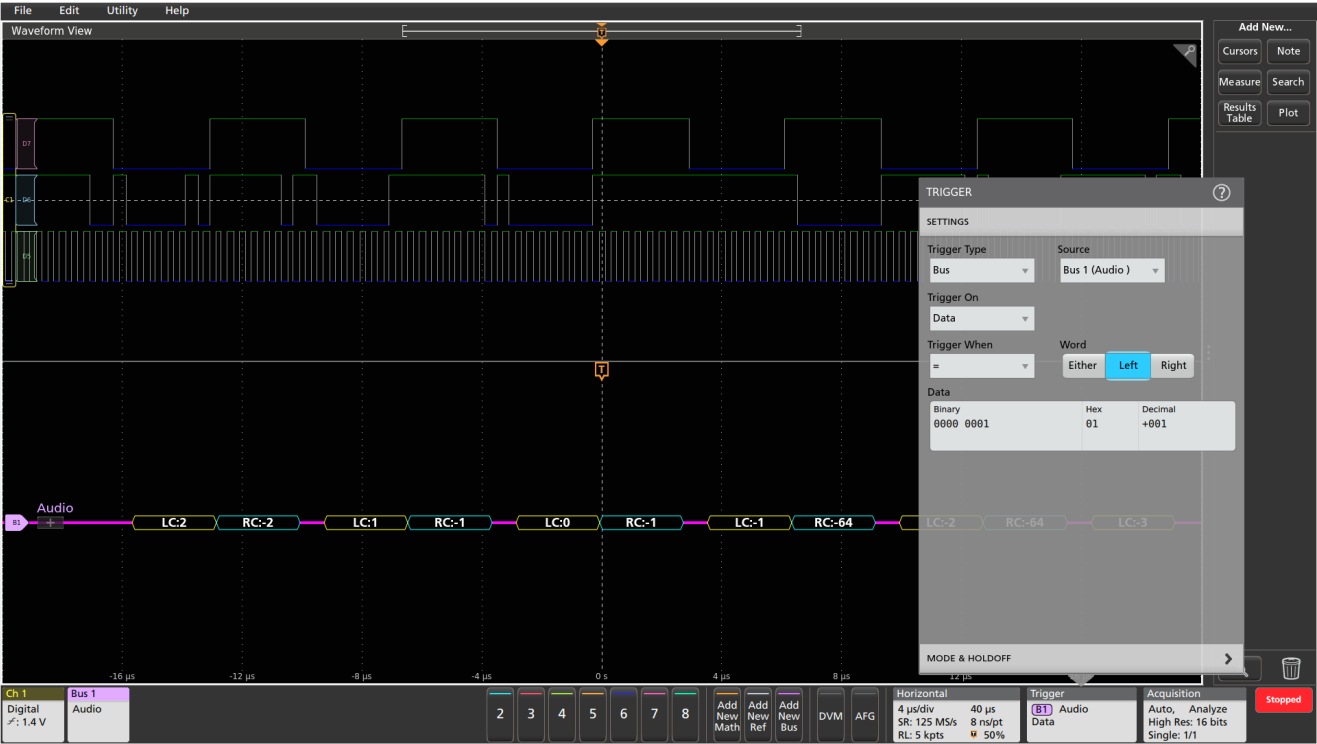 File Edit Utility Help
Waveform View
Add New...
Cursors Note
Measure Search
Results Table Plot
T
D7
C1 D6
D5
TRIGGER ?
SETTINGS
Trigger Type Source
Bus Bus 1 (Audio )
Trigger On
Data
Trigger When Word
= Either Left Right
Data
Binary Hex Decimal
0000 0001 01 +001
T
Audio
B1 + LC:2 RC:-2 LC:1 RC:-1 LC:0 RC:-1 LC:-1 RC:-64 LC:-2 RC:-64 LC:-3
MODE & HOLDOFF
-16 µs -12 µs -8 µs -4 µs 0 s 4 µs 8 µs 12 µs
Ch 1
Digital
: 1.4 V
Bus 1
Audio
2 3 4 5 6 7 8
Add New Math
Add New Ref
Add New Bus
DVM AFG
Horizontal
4 µs/div 40 µs
SR: 125 MS/s 8 ns/pt
RL: 5 kpts T 50%
Trigger
B1 Audio
Data
Acquisition
Auto, Analyze
High Res: 16 bits
Single: 1/1
Stopped